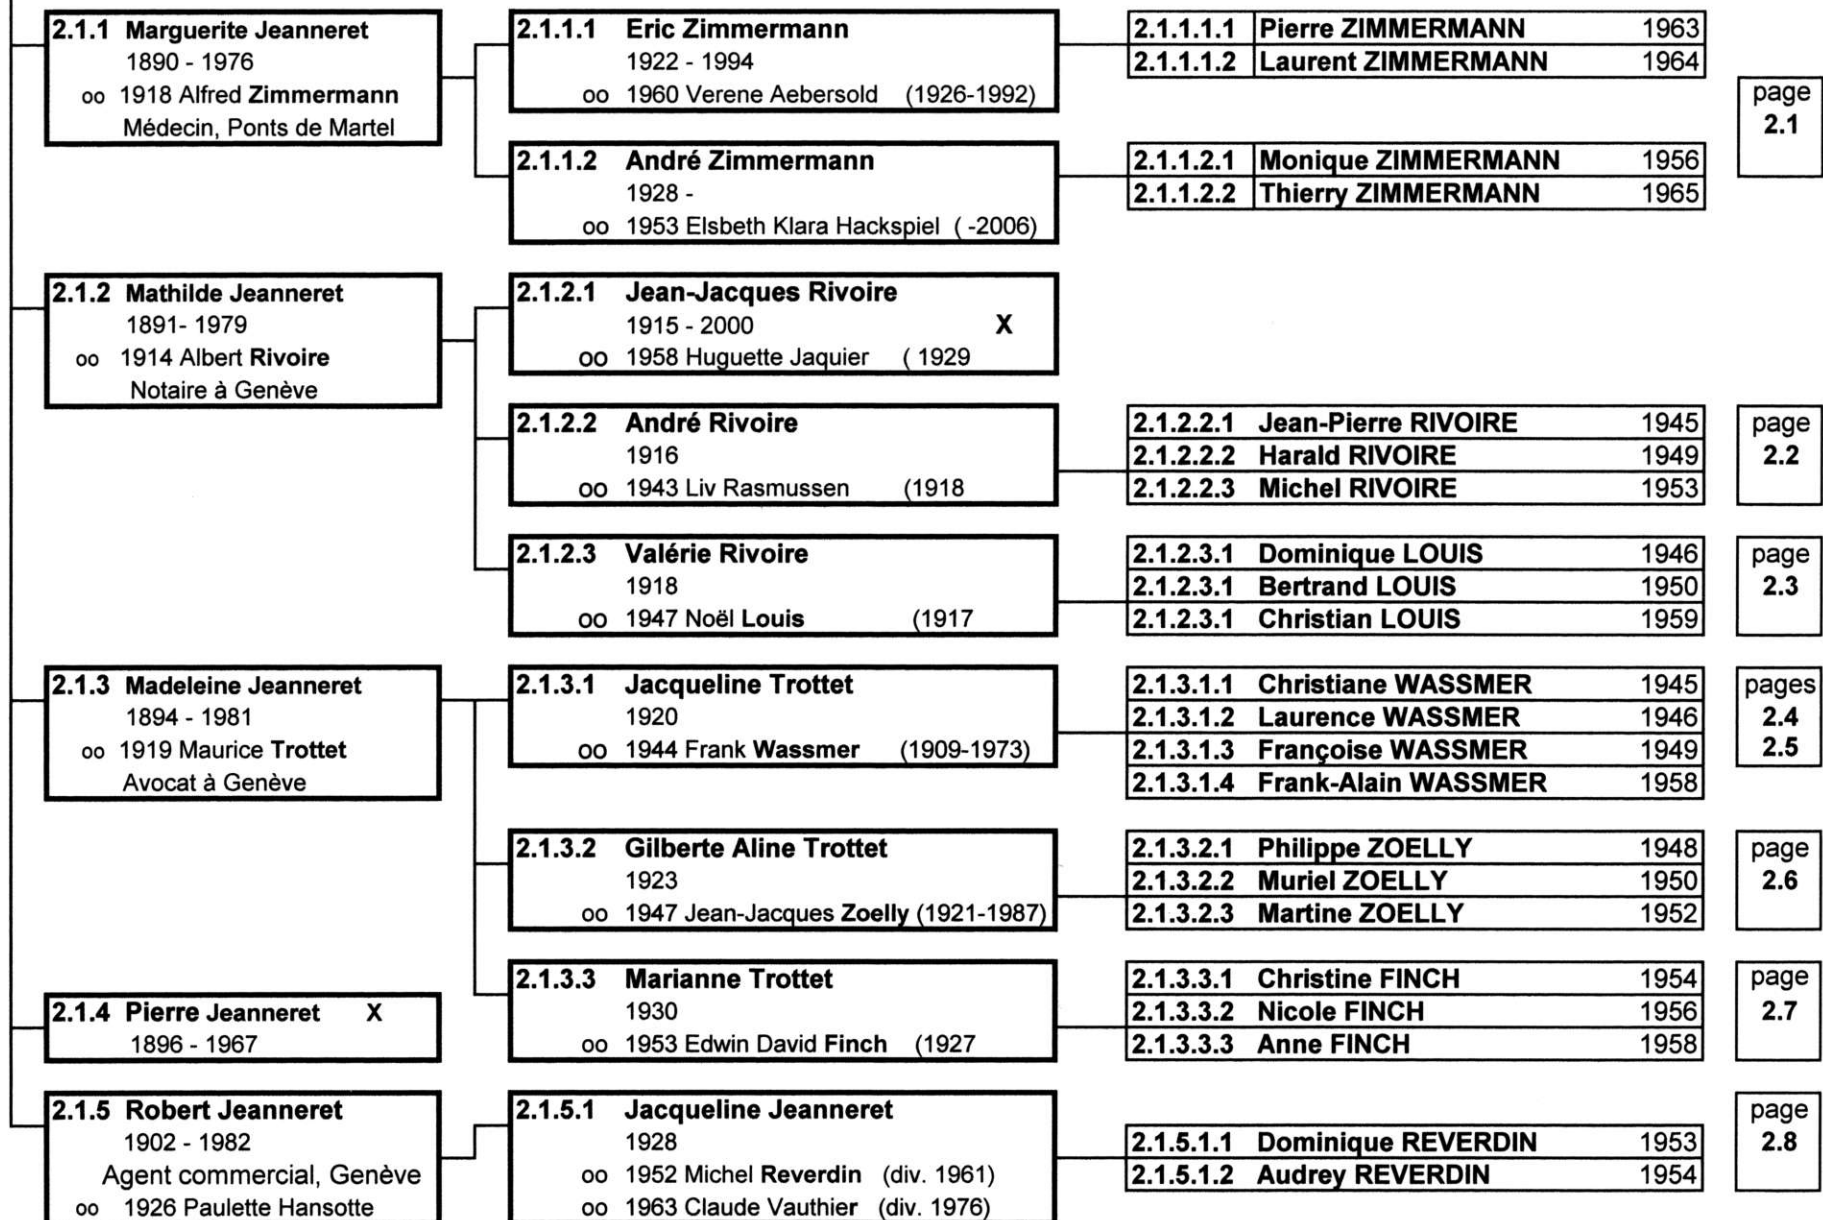 2.1.1 Marguerite Jeanneret
1890 - 1976
oo 1918 Alfred Zimmermann
Médecin, Ponts de Martel
2.1.1.1 Eric Zimmermann
1922 - 1994
oo 1960 Verene Aebersold (1926-1992)
2.1.1.1.1 Pierre ZIMMERMANN 1963
2.1.1.1.2 Laurent ZIMMERMANN 1964
page
2.1
2.1.1.2 André Zimmermann
1928 -
oo 1953 Elsbeth Klara Hackspiel ( -2006)
2.1.1.2.1 Monique ZIMMERMANN 1956
2.1.1.2.2 Thierry ZIMMERMANN 1965
2.1.2 Mathilde Jeanneret
1891- 1979
oo 1914 Albert Rivoire
Notaire à Genève
2.1.2.1 Jean-Jacques Rivoire
1915 - 2000 X
oo 1958 Huguette Jaquier ( 1929
2.1.2.2 André Rivoire
1916
oo 1943 Liv Rasmussen (1918
2.1.2.2.1 Jean-Pierre RIVOIRE 1945
2.1.2.2.2 Harald RIVOIRE 1949
2.1.2.2.3 Michel RIVOIRE 1953
page
2.2
2.1.2.3 Valérie Rivoire
1918
oo 1947 Noël Louis (1917
2.1.2.3.1 Dominique LOUIS 1946
2.1.2.3.1 Bertrand LOUIS 1950
2.1.2.3.1 Christian LOUIS 1959
page
2.3
2.1.3 Madeleine Jeanneret
1894 - 1981
oo 1919 Maurice Trottet
Avocat à Genève
2.1.3.1 Jacqueline Trottet
1920
oo 1944 Frank Wassmer (1909-1973)
2.1.3.1.1 Christiane WASSMER 1945
2.1.3.1.2 Laurence WASSMER 1946
2.1.3.1.3 Françoise WASSMER 1949
2.1.3.1.4 Frank-Alain WASSMER 1958
pages
2.4
2.5
2.1.3.2 Gilberte Aline Trottet
1923
oo 1947 Jean-Jacques Zoelly (1921-1987)
2.1.3.2.1 Philippe ZOELLY 1948
2.1.3.2.2 Muriel ZOELLY 1950
2.1.3.2.3 Martine ZOELLY 1952
page
2.6
2.1.3.3 Marianne Trottet
1930
oo 1953 Edwin David Finch (1927
2.1.3.3.1 Christine FINCH 1954
2.1.3.3.2 Nicole FINCH 1956
2.1.3.3.3 Anne FINCH 1958
page
2.7
2.1.4 Pierre Jeanneret X
1896 - 1967
2.1.5 Robert Jeanneret
1902 - 1982
Agent commercial, Genève
oo 1926 Paulette Hansotte
2.1.5.1 Jacqueline Jeanneret
1928
oo 1952 Michel Reverdin (div. 1961)
oo 1963 Claude Vauthier (div. 1976)
2.1.5.1.1 Dominique REVERDIN 1953
2.1.5.1.2 Audrey REVERDIN 1954
page
2.8